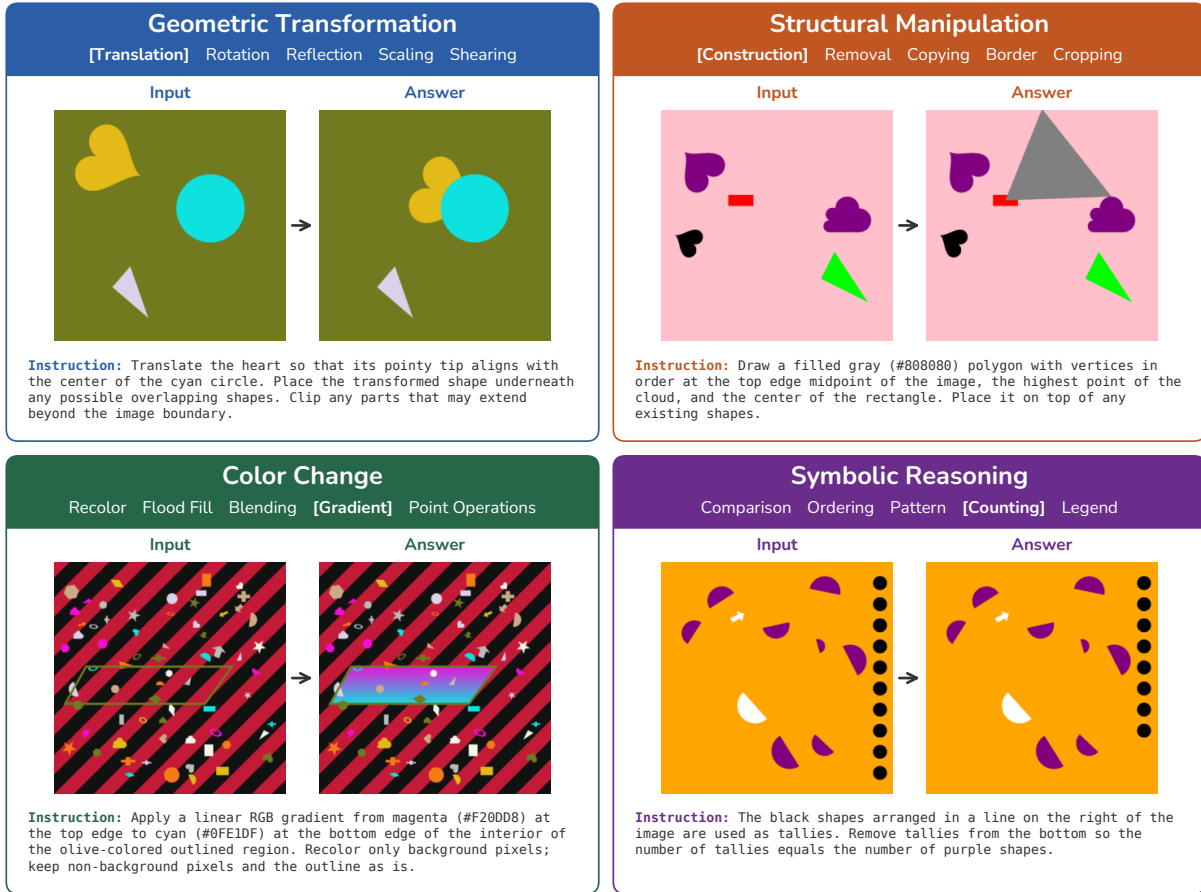 Geometric Transformation
[Translation] Rotation Reflection Scaling Shearing
Input
Answer
Instruction: Translate the heart so that its pointy tip aligns with
the center of the cyan circle. Place the transformed shape underneath
any possible overlapping shapes. Clip any parts that may extend
beyond the image boundary.
Structural Manipulation
[Construction] Removal Copying Border Cropping
Input
Answer
Instruction: Draw a filled gray (#808080) polygon with vertices in
order at the top edge midpoint of the image, the highest point of the
cloud, and the center of the rectangle. Place it on top of any
existing shapes.
Color Change
Recolor Flood Fill Blending [Gradient] Point Operations
Input
Answer
Instruction: Apply a linear RGB gradient from magenta (#F20DD8) at
the top edge to cyan (#0FE1DF) at the bottom edge of the interior of
the olive-colored outlined region. Recolor only background pixels;
keep non-background pixels and the outline as is.
Symbolic Reasoning
Comparison Ordering Pattern [Counting] Legend
Input
Answer
Instruction: The black shapes arranged in a line on the right of the
image are used as tallies. Remove tallies from the bottom so the
number of tallies equals the number of purple shapes.